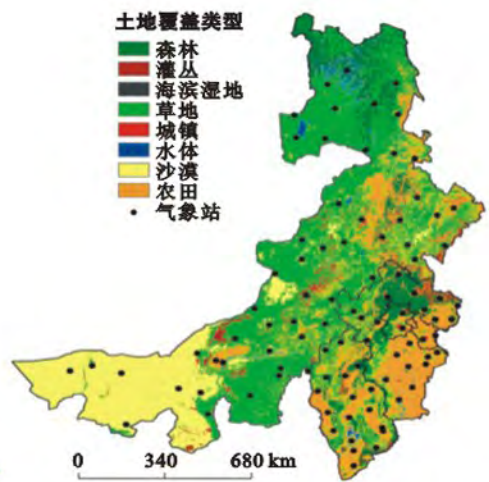 土地覆盖类型
森林
灌丛
海滨湿地
草地
城镇
水体
沙漠
农田
气象站
0 340 680 km